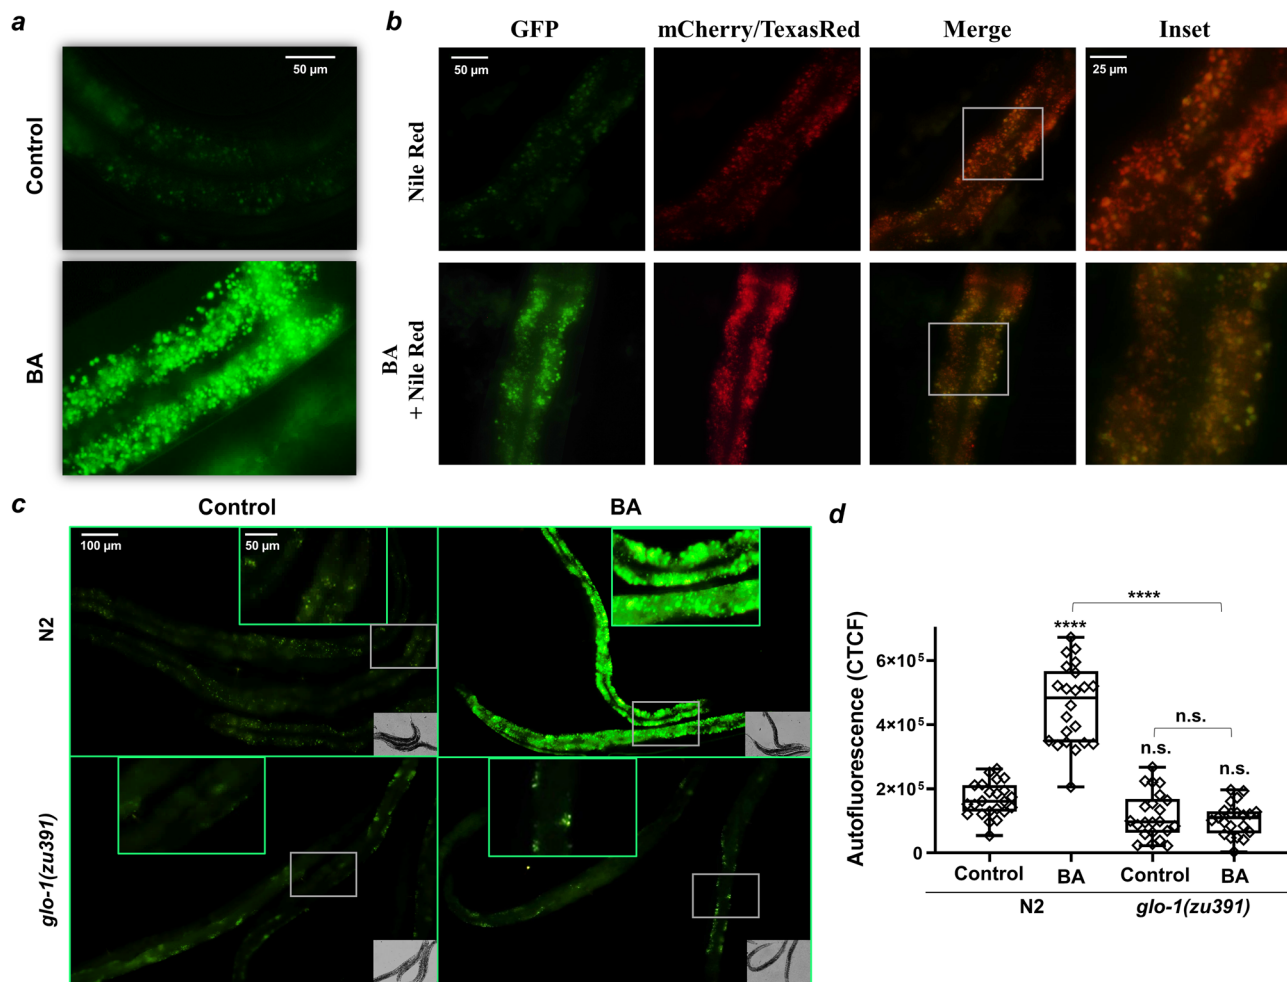 a
b
GFP
mCherry/TexasRed
Merge
Inset
50 µm
50 µm
25 µm
Control
Nile Red
BA
BA
+ Nile Red
c
Control
BA
d
100 µm
50 µm
N2
glo-1(zu391)
Autofluorescence (CTCF)
****
****
6×10⁵
4×10⁵
2×10⁵
0
n.s.
n.s.
n.s.
Control
BA
Control
BA
N2
glo-1(zu391)